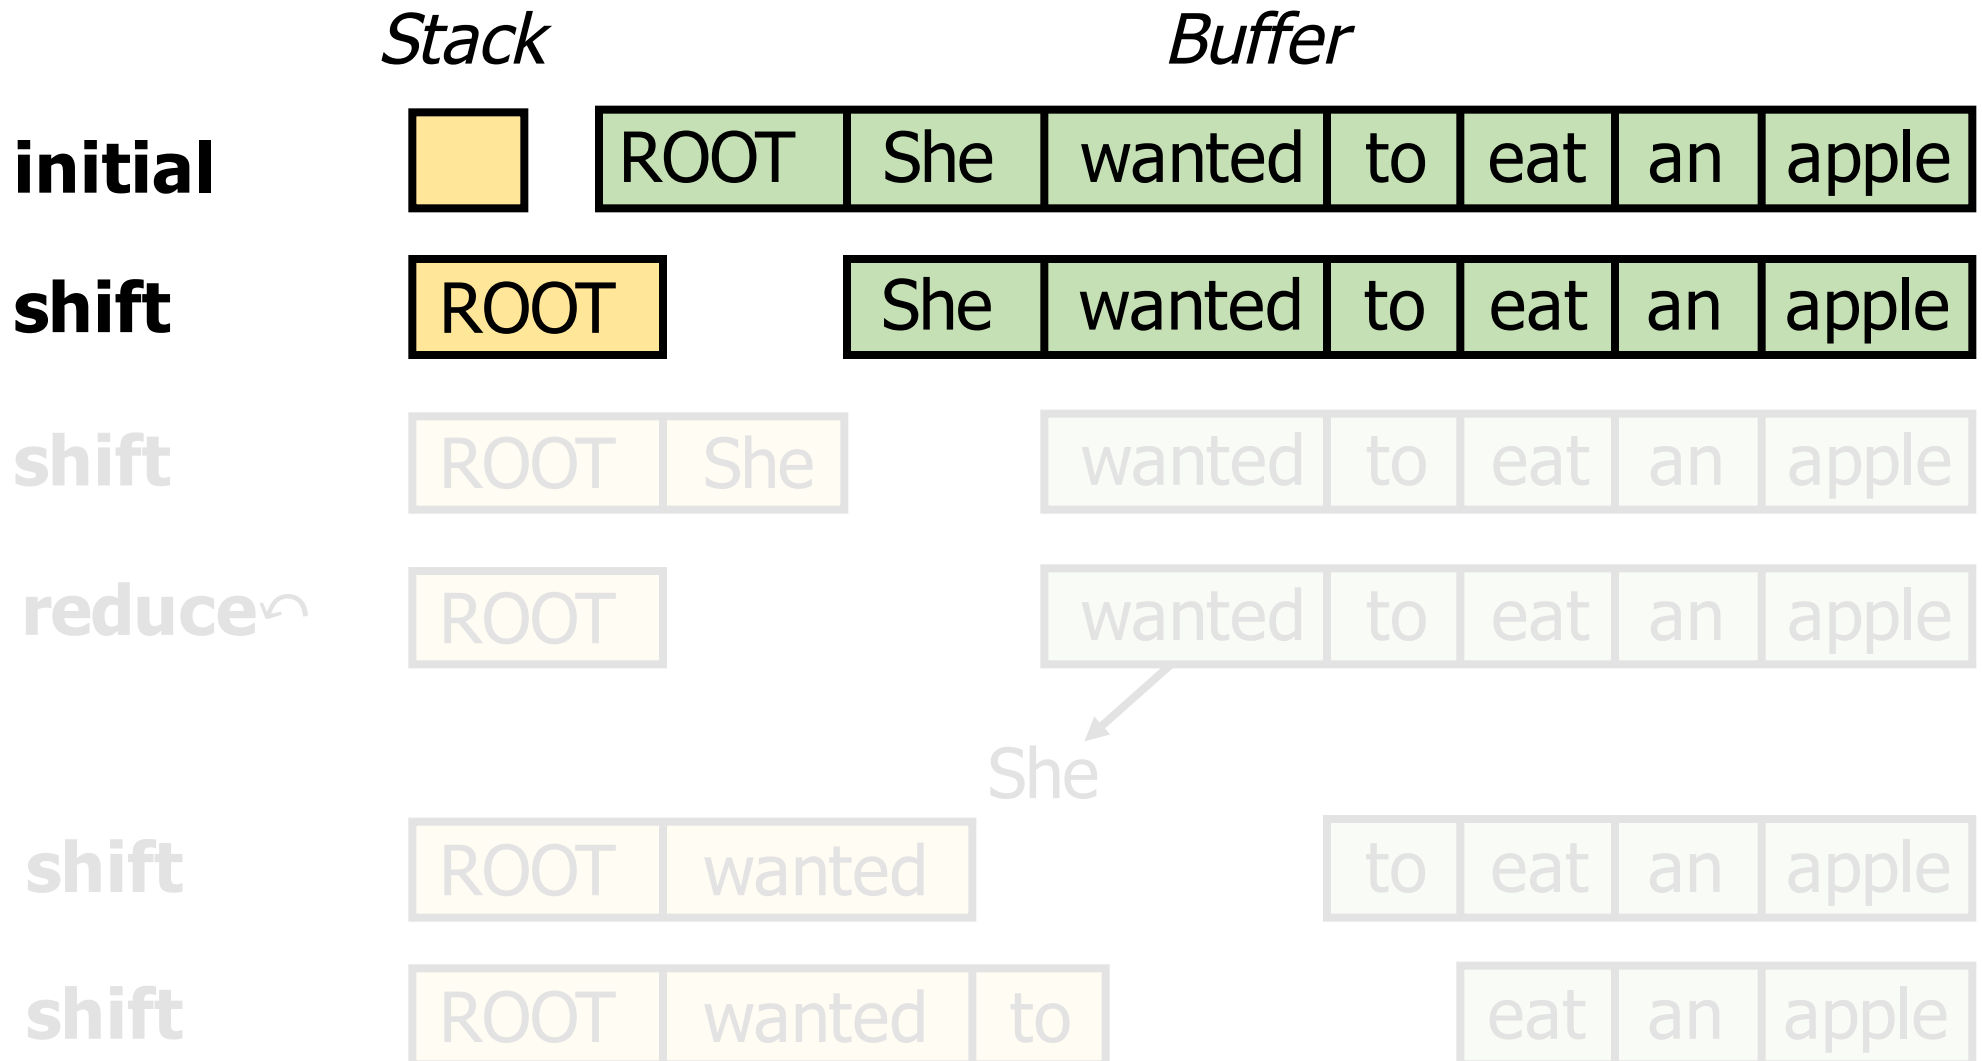 Stack Buffer
initial ROOT She wanted to eat an apple
shift ROOT She wanted to eat an apple
shift ROOT She wanted to eat an apple
reduce ROOT wanted to eat an apple
She
shift ROOT wanted to eat an apple
shift ROOT wanted to eat an apple